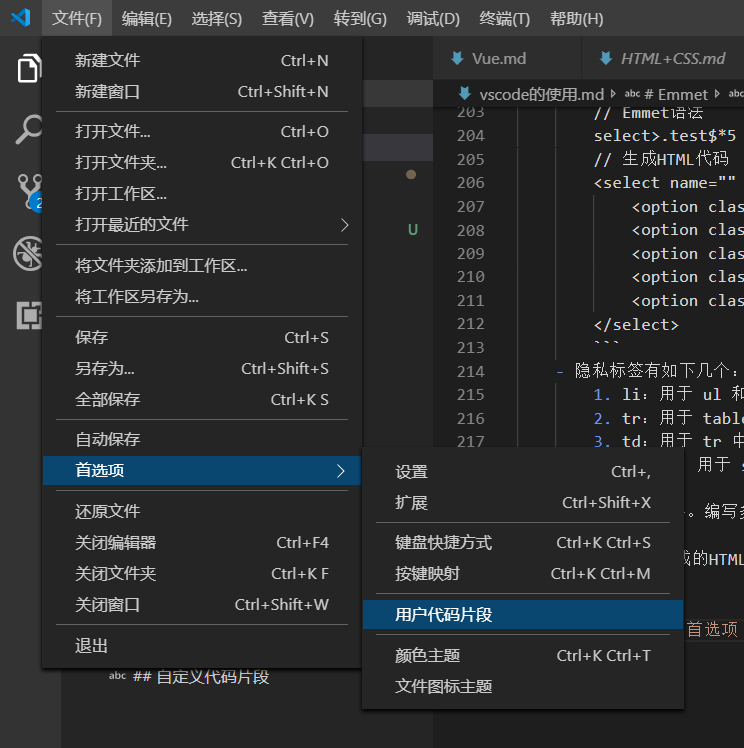 文件(F) 编辑(E) 选择(S) 查看(V) 转到(G) 调试(D) 终端(T) 帮助(H)
新建文件 Ctrl+N
新建窗口 Ctrl+Shift+N
打开文件... Ctrl+O
打开文件夹... Ctrl+K Ctrl+O
打开工作区...
打开最近的文件
将文件夹添加到工作区...
将工作区另存为...
保存 Ctrl+S
另存为... Ctrl+Shift+S
全部保存 Ctrl+K S
自动保存
首选项
还原文件
关闭编辑器 Ctrl+F4
关闭文件夹 Ctrl+K F
关闭窗口 Ctrl+Shift+W
退出
abc ## 自定义代码片段
2
U
Vue.md HTML+CSS.md
vscode的使用.md abc # Emmet abc
203 // Emmet语法
204 select>.test$*5
205 // 生成HTML代码
206 <select name=""
207 <option clas
208 <option clas
209 <option clas
210 <option clas
211 <option clas
212 </select>
213 ```
214 - 隐私标签有如下几个：
215 1. li：用于 ul 和
216 2. tr：用于 table
217 3. td：用于 tr 中
用于 s
。编写多
成的HTML
首选项
设置 Ctrl+,
扩展 Ctrl+Shift+X
键盘快捷方式 Ctrl+K Ctrl+S
按键映射 Ctrl+K Ctrl+M
用户代码片段
颜色主题 Ctrl+K Ctrl+T
文件图标主题